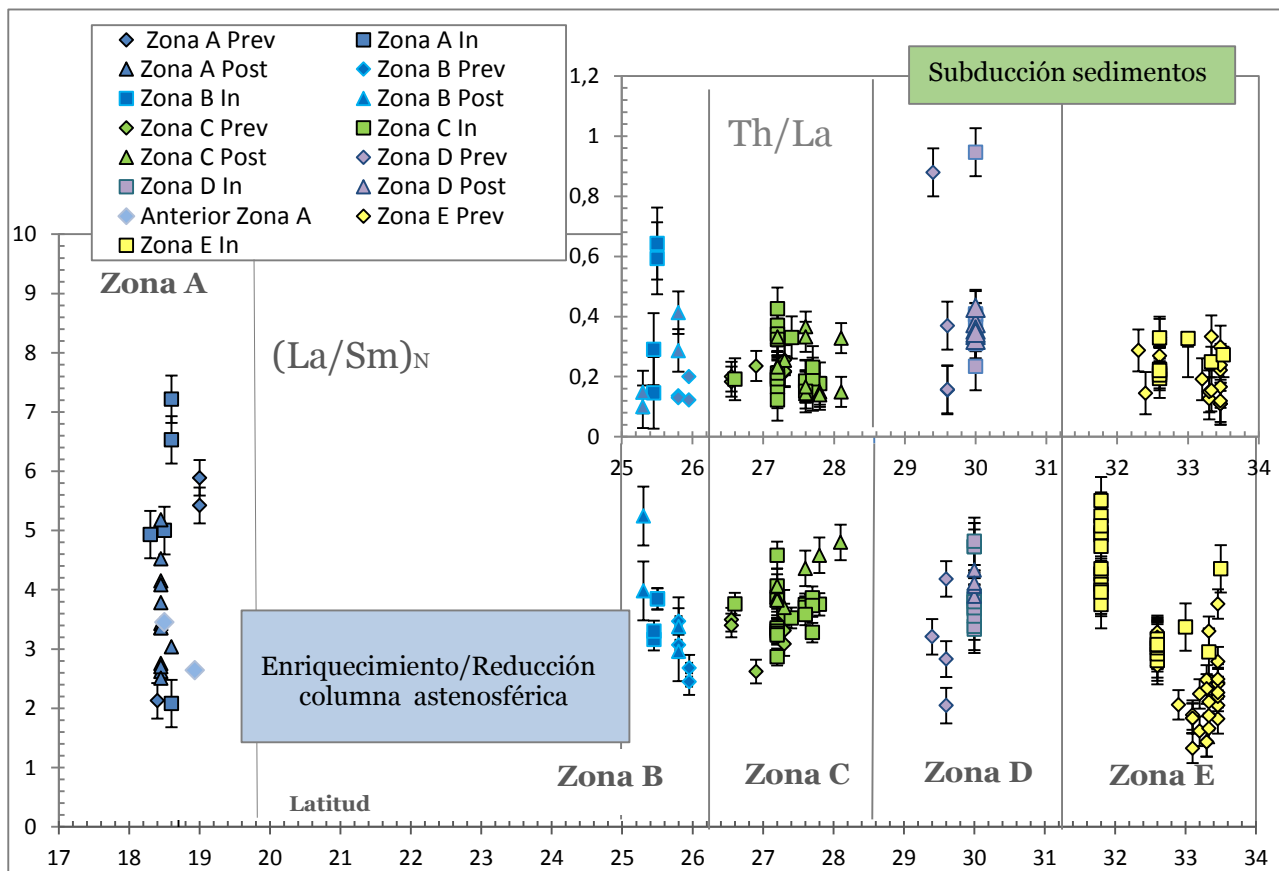 Zona A Prev
Zona A In
Zona A Post
Zona B Prev
Zona B In
Zona B Post
Zona C Prev
Zona C In
Zona C Post
Zona D Prev
Zona D In
Zona D Post
Anterior Zona A
Zona E Prev
Zona E In
1,2
1
0,8
0,6
0,4
0,2
0
Subducción sedimentos
Th/La
25 26 27 28 29 30 31 32 33 34
10
9
8
7
6
5
4
3
2
1
0
Zona A
(La/Sm)N
Enriquecimiento/Reducción
columna astenosférica
Zona B
Zona C
Zona D
Zona E
Latitud
17 18 19 20 21 22 23 24 25 26 27 28 29 30 31 32 33 34